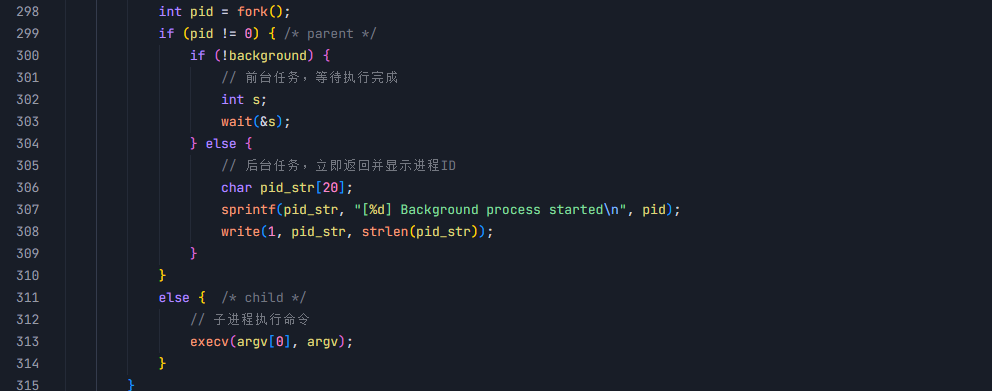 298 int pid = fork();
299 if (pid != 0) { /* parent */
300 if (!background) {
301 // 前台任务，等待执行完成
302 int s;
303 wait(&s);
304 } else {
305 // 后台任务，立即返回并显示进程ID
306 char pid_str[20];
307 sprintf(pid_str, "[%d] Background process started\n", pid);
308 write(1, pid_str, strlen(pid_str));
309 }
310 }
311 else {  /* child */
312 // 子进程执行命令
313 execv(argv[0], argv);
314 }
315 }